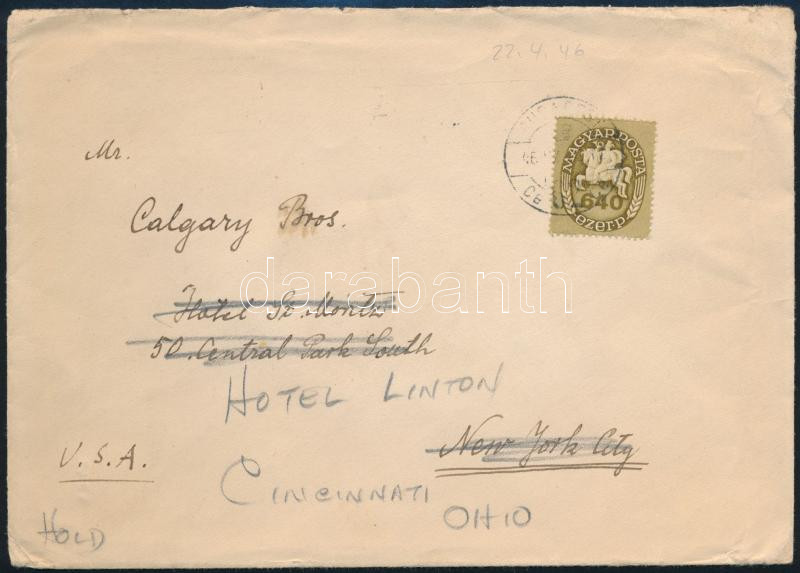 22.4.46
MAGYAR POSTA
640
ezerp
Mr.
Calgary Bros.
darabanth
Hotel St. Moritz
50. Central Park South
HOTEL LINTON
New York City
U.S.A.
CINCINNATI
OHIO
HOLD